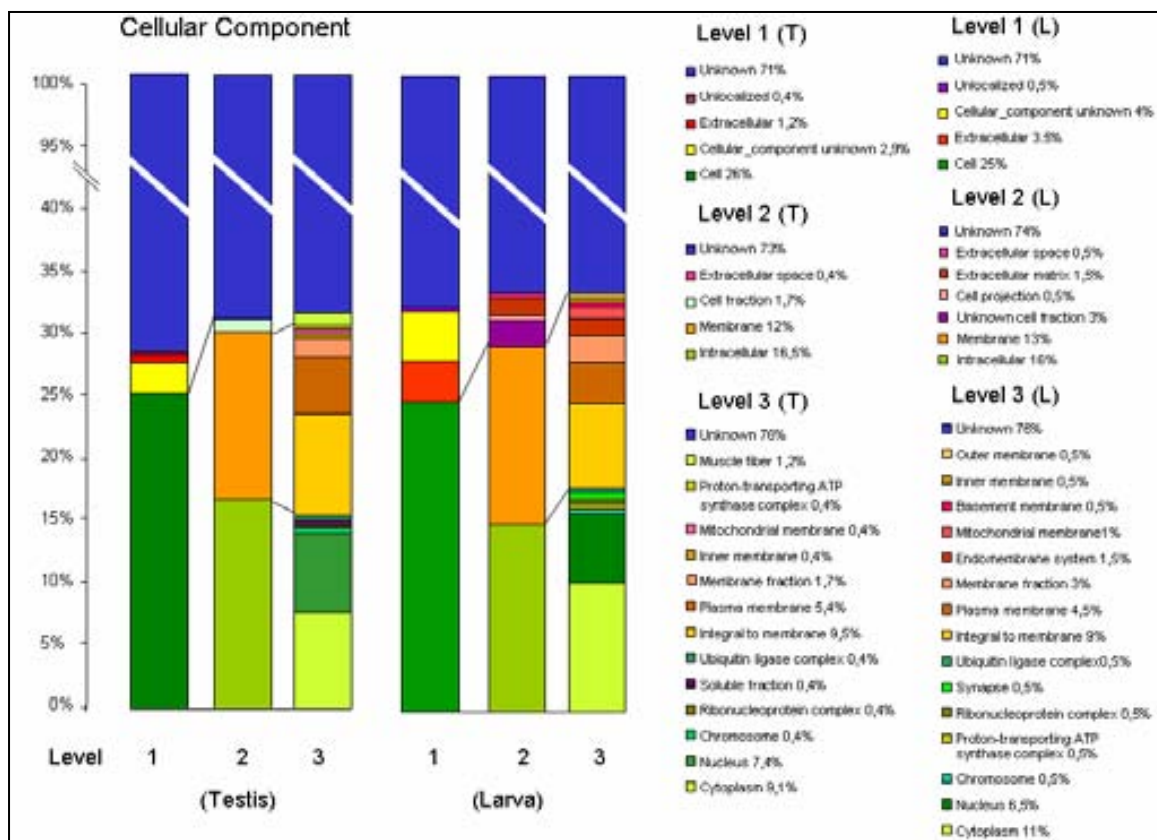 Cellular Component
100%
95%
40%
35%
30%
25%
20%
15%
10%
5%
0%
Level 1 2 3 1 2 3
(Testis) (Larva)
Level 1 (T)
Unknown 71%
Unlocalized 0,4%
Extracellular 1,2%
Cellular_component unknown 2,9%
Cell 26%
Level 2 (T)
Unknown 73%
Extracellular space 0,4%
Cell fraction 1,7%
Membrane 12%
Intracellular 16,5%
Level 3 (T)
Unknown 76%
Muscle fiber 1,2%
Proton-transporting ATP
synthase complex 0,4%
Mitochondrial membrane 0,4%
Inner membrane 0,4%
Membrane fraction 1,7%
Plasma membrane 5,4%
Integral to membrane 9,5%
Ubiquitin ligase complex 0,4%
Soluble fraction 0,4%
Ribonucleoprotein complex 0,4%
Chromosome 0,4%
Nucleus 7,4%
Cytoplasm 9,1%
Level 1 (L)
Unknown 71%
Unlocalized 0,5%
Cellular_component unknown 4%
Extracellular 3.5%
Cell 25%
Level 2 (L)
Unknown 74%
Extracellular space 0,5%
Extracellular matrix 1,5%
Cell projection 0,5%
Unknown cell fraction 3%
Membrane 13%
Intracellular 16%
Level 3 (L)
Unknown 76%
Outer membrane 0,5%
Inner membrane 0,5%
Basement membrane 0,5%
Mitochondrial membrane1%
Endomembrane system 1,5%
Membrane fraction 3%
Plasma membrane 4,5%
Integral to membrane 9%
Ubiquitin ligase complex0,5%
Synapse 0,5%
Ribonucleoprotein complex 0,5%
Proton-transporting ATP
synthase complex 0,5%
Chromosome 0,5%
Nucleus 6,5%
Cytoplasm 11%